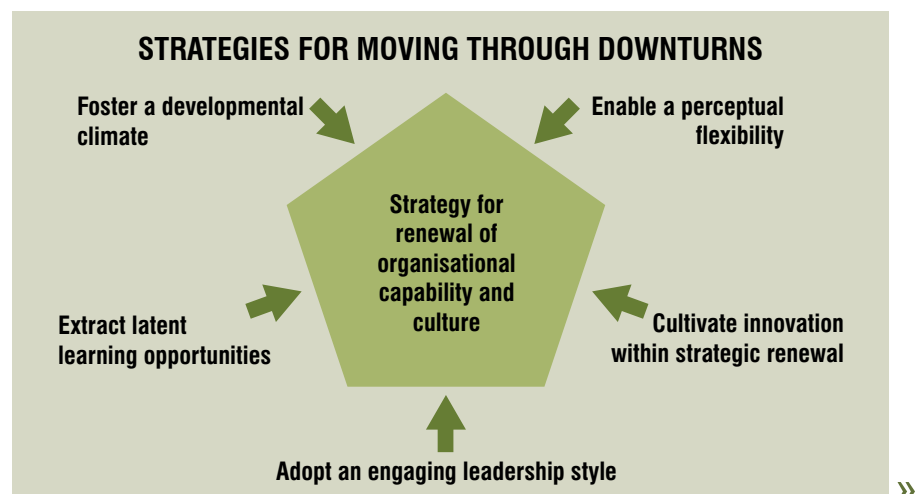 STRATEGIES FOR MOVING THROUGH DOWNTURNS
Foster a developmental
climate
Enable a perceptual
flexibility
Strategy for
renewal of
organisational
capability and
culture
Extract latent
learning opportunities
Cultivate innovation
within strategic renewal
Adopt an engaging leadership style
»